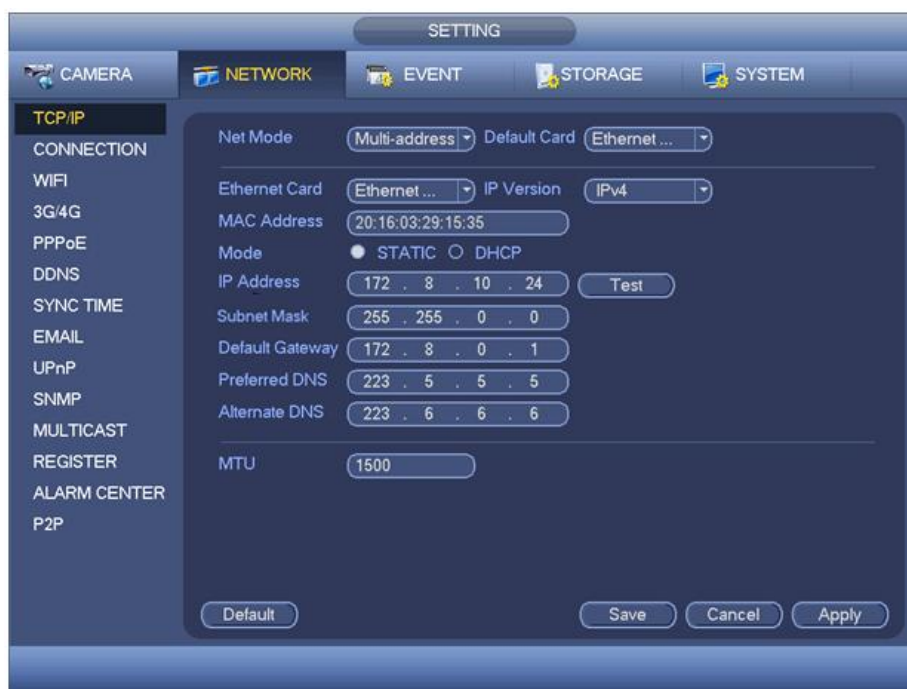 SETTING
CAMERA NETWORK EVENT STORAGE SYSTEM
TCP/IP
CONNECTION
WIFI
3G/4G
PPPoE
DDNS
SYNC TIME
EMAIL
UPnP
SNMP
MULTICAST
REGISTER
ALARM CENTER
P2P
Net Mode Multi-address Default Card Ethernet ...
Ethernet Card Ethernet ... IP Version IPv4
MAC Address 20:16:03:29:15:35
Mode STATIC DHCP
IP Address 172 . 8 . 10 . 24 Test
Subnet Mask 255 . 255 . 0 . 0
Default Gateway 172 . 8 . 0 . 1
Preferred DNS 223 . 5 . 5 . 5
Alternate DNS 223 . 6 . 6 . 6
MTU 1500
Default Save Cancel Apply